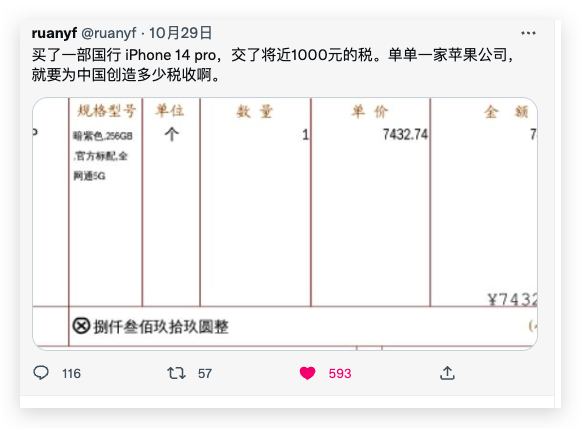 ruanyf @ruanyf · 10月29日
买了一部国行 iPhone 14 pro，交了将近1000元的税。单单一家苹果公司，
就要为中国创造多少税收啊。
规格型号 单位 数 量 单 价 金 额
暗紫色,256GB 个 1 7432.74 7
,官方标配,全
网通5G
¥7432
ⓧ捌仟叁佰玖拾玖圆整
116 57 593